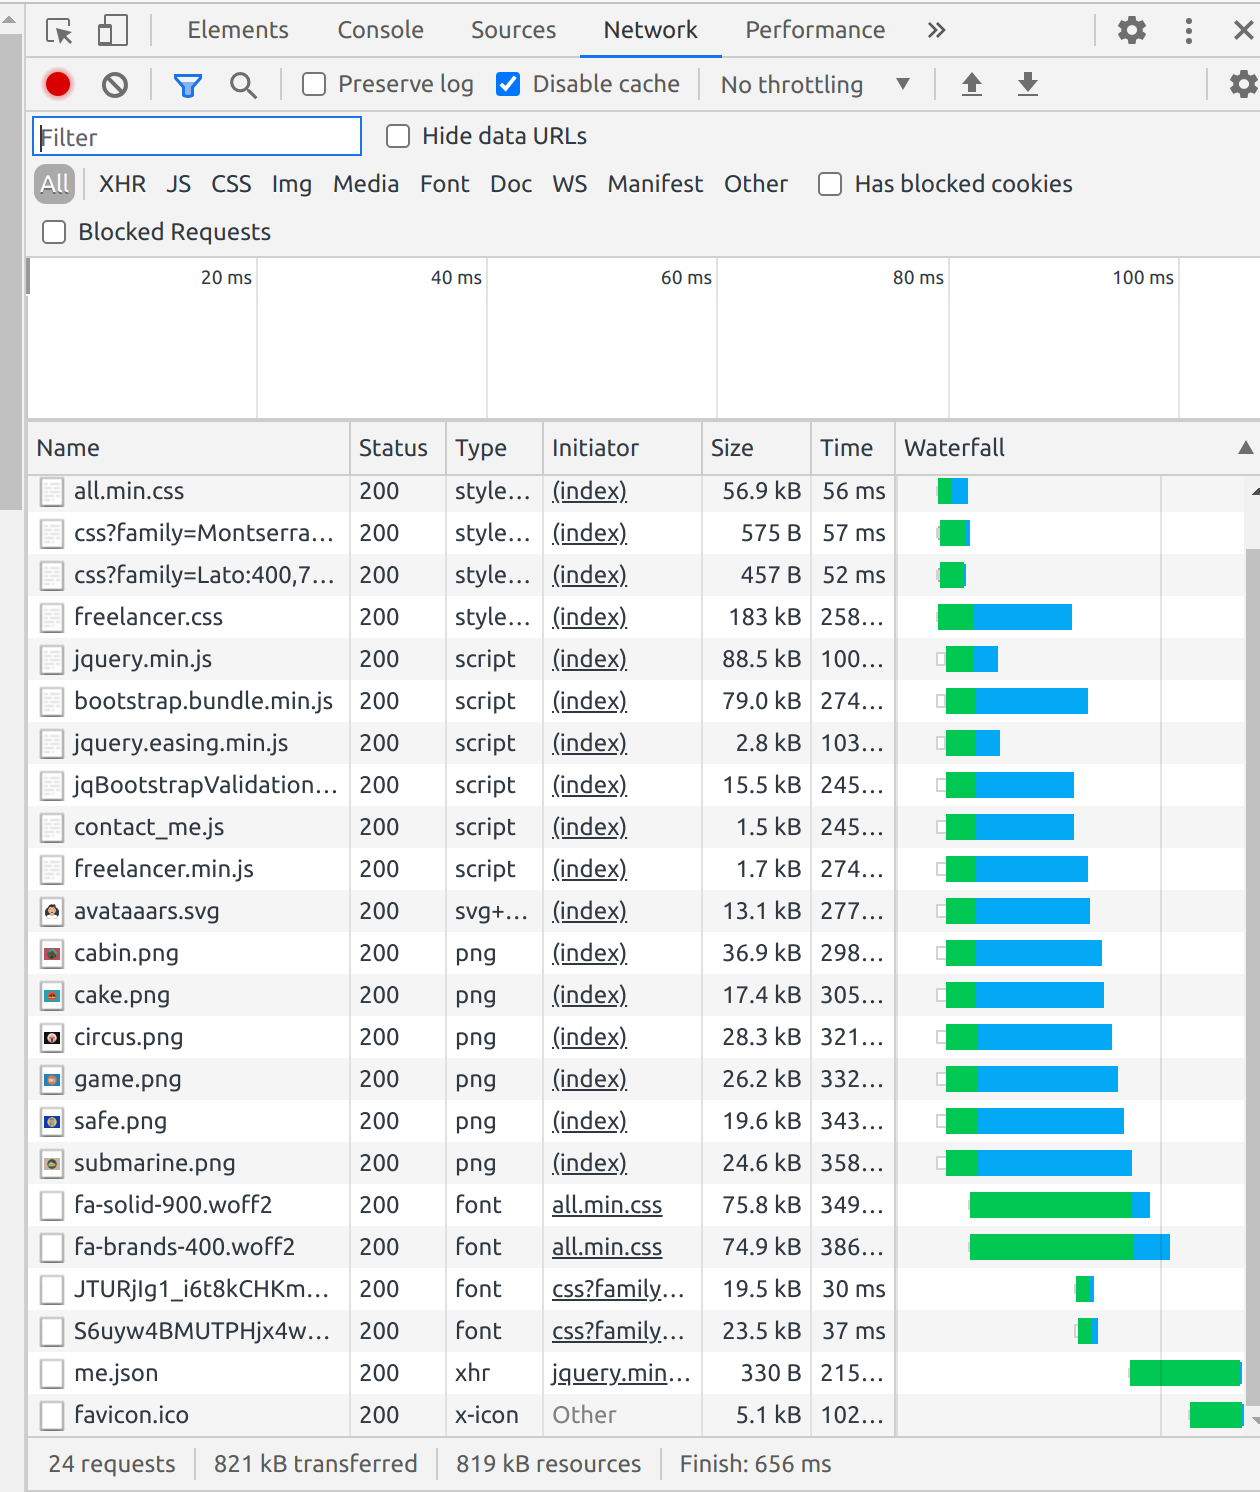 Elements Console Sources Network Performance »
Preserve log Disable cache No throttling
Filter Hide data URLs
All XHR JS CSS Img Media Font Doc WS Manifest Other Has blocked cookies
Blocked Requests
20 ms 40 ms 60 ms 80 ms 100 ms
Name Status Type Initiator Size Time Waterfall
all.min.css 200 style... (index) 56.9 kB 56 ms
css?family=Montserra... 200 style... (index) 575 B 57 ms
css?family=Lato:400,7... 200 style... (index) 457 B 52 ms
freelancer.css 200 style... (index) 183 kB 258...
jquery.min.js 200 script (index) 88.5 kB 100...
bootstrap.bundle.min.js 200 script (index) 79.0 kB 274...
jquery.easing.min.js 200 script (index) 2.8 kB 103...
jqBootstrapValidation... 200 script (index) 15.5 kB 245...
contact_me.js 200 script (index) 1.5 kB 245...
freelancer.min.js 200 script (index) 1.7 kB 274...
avataaars.svg 200 svg+... (index) 13.1 kB 277...
cabin.png 200 png (index) 36.9 kB 298...
cake.png 200 png (index) 17.4 kB 305...
circus.png 200 png (index) 28.3 kB 321...
game.png 200 png (index) 26.2 kB 332...
safe.png 200 png (index) 19.6 kB 343...
submarine.png 200 png (index) 24.6 kB 358...
fa-solid-900.woff2 200 font all.min.css 75.8 kB 349...
fa-brands-400.woff2 200 font all.min.css 74.9 kB 386...
JTURjIg1_i6t8kCHKm... 200 font css?family... 19.5 kB 30 ms
S6uyw4BMUTPHjx4w... 200 font css?family... 23.5 kB 37 ms
me.json 200 xhr jquery.min... 330 B 215...
favicon.ico 200 x-icon Other 5.1 kB 102...
24 requests 821 kB transferred 819 kB resources Finish: 656 ms